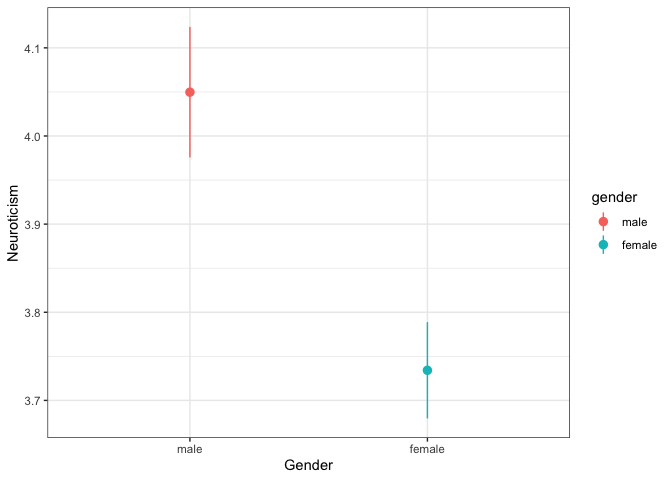 4.1
4.0
3.9
3.8
3.7
Neuroticism
male
female
Gender
gender
male
female